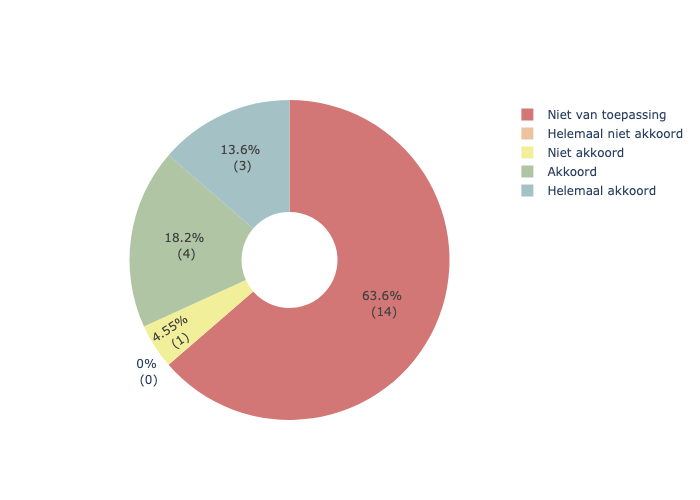 13.6%
(3)
18.2%
(4)
4.55%
(1)
0%
(0)
63.6%
(14)
Niet van toepassing
Helemaal niet akkoord
Niet akkoord
Akkoord
Helemaal akkoord